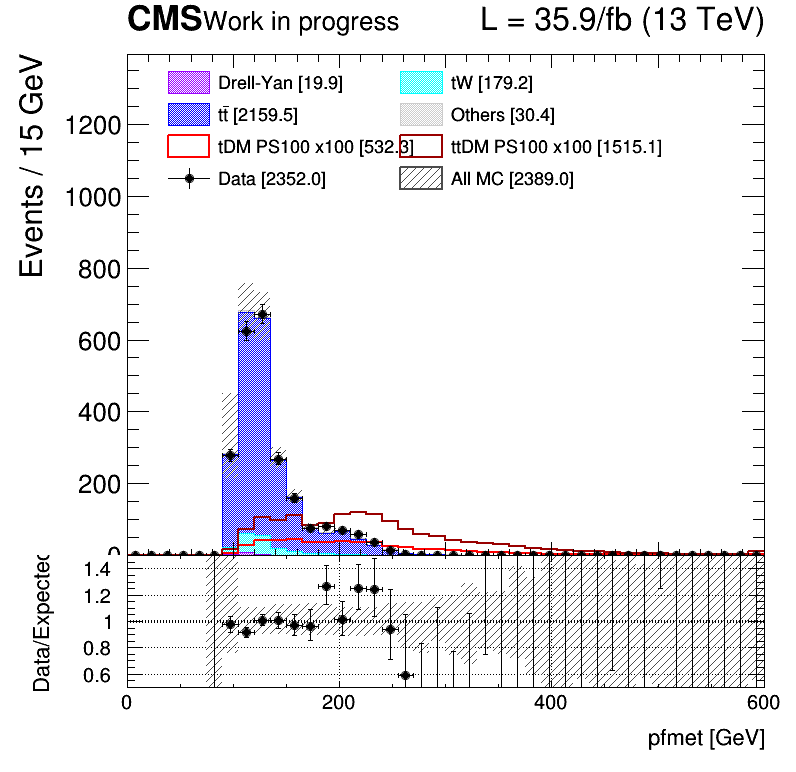 CMS Work in progress L = 35.9/fb (13 TeV)
Drell-Yan [19.9] tW [179.2]
tt̄ [2159.5] Others [30.4]
tDM PS100 x100 [532.3] ttDM PS100 x100 [1515.1]
Data [2352.0] All MC [2389.0]
Events / 15 GeV
1200
1000
800
600
400
200
0
Data/Expected
1.4
1.2
1
0.8
0.6
0 200 400 600
pfmet [GeV]